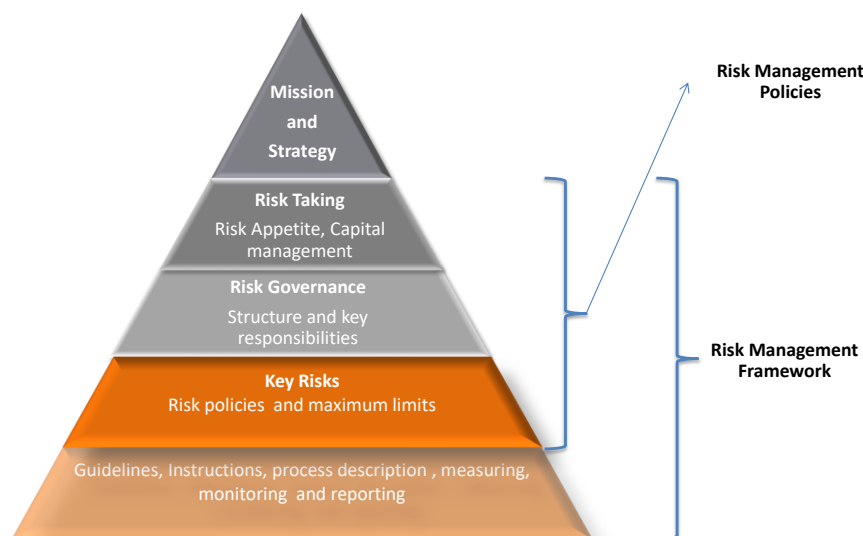 Mission
and
Strategy
Risk Taking
Risk Appetite, Capital
management
Risk Governance
Structure and key
responsibilities
Key Risks
Risk policies and maximum limits
Guidelines, Instructions, process description , measuring,
monitoring and reporting
Risk Management
Policies
Risk Management
Framework